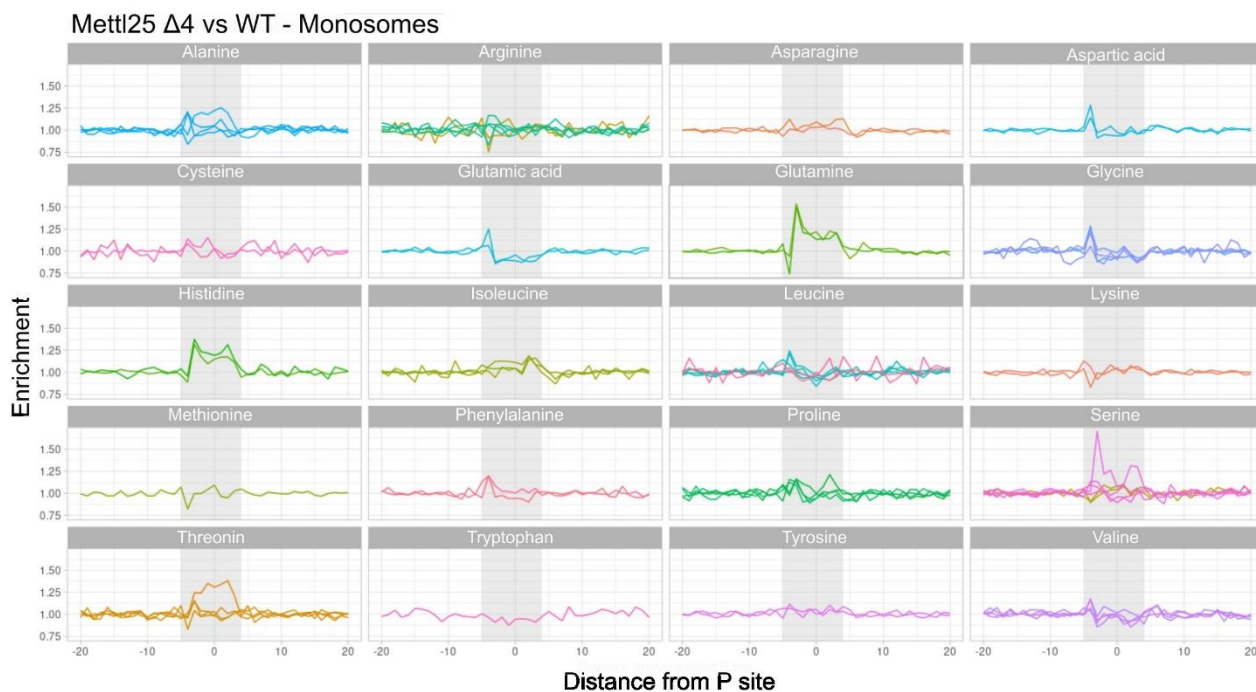 Mettl25 Δ4 vs WT - Monosomes
Alanine Arginine Asparagine Aspartic acid
1.50
1.25
1.00
0.75
Cysteine Glutamic acid Glutamine Glycine
1.50
1.25
1.00
0.75
Histidine Isoleucine Leucine Lysine
1.50
1.25
1.00
0.75
Enrichment
Methionine Phenylalanine Proline Serine
1.50
1.25
1.00
0.75
Threonin Tryptophan Tyrosine Valine
1.50
1.25
1.00
0.75
-20 -10 0 10 20 -20 -10 0 10 20 -20 -10 0 10 20 -20 -10 0 10 20
Distance from P site